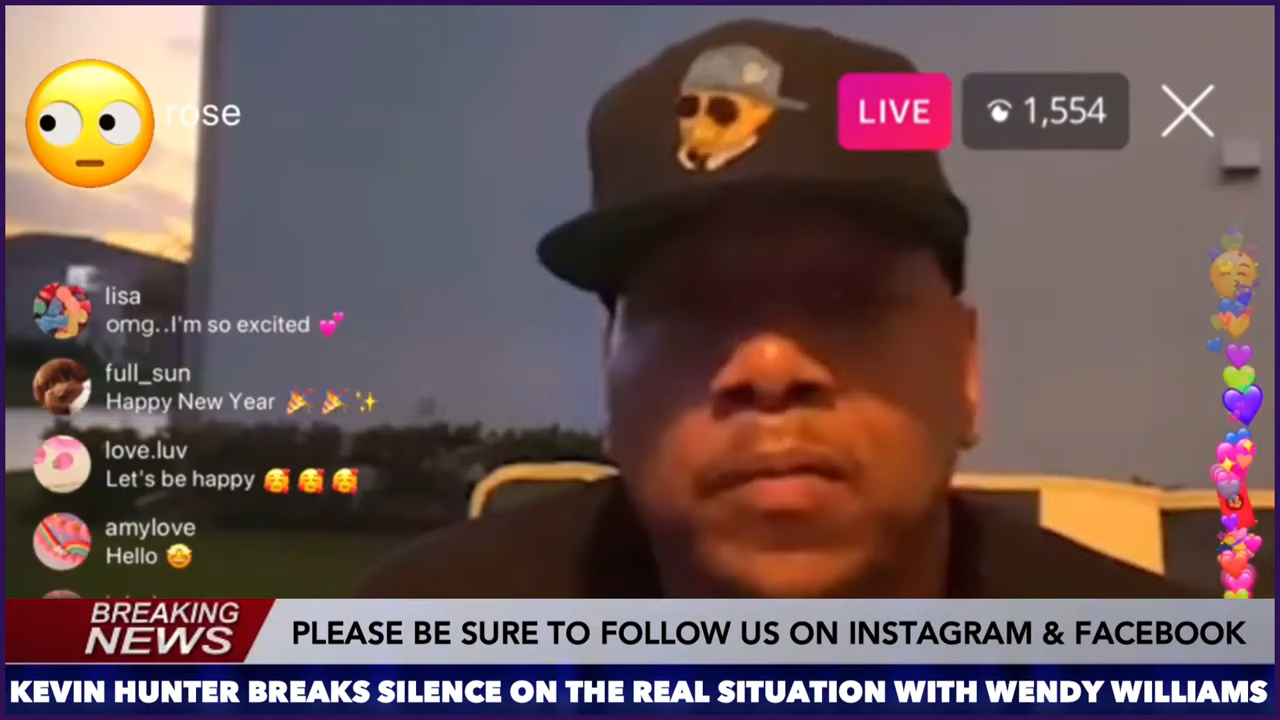 rose
LIVE
1,554
lisa
omg..I'm so excited 💕
full_sun
Happy New Year 🎉 🎉 ✨
love.luv
Let's be happy 🥰 🥰 🥰
amylove
Hello 🤩
BREAKING
NEWS
PLEASE BE SURE TO FOLLOW US ON INSTAGRAM & FACEBOOK
KEVIN HUNTER BREAKS SILENCE ON THE REAL SITUATION WITH WENDY WILLIAMS